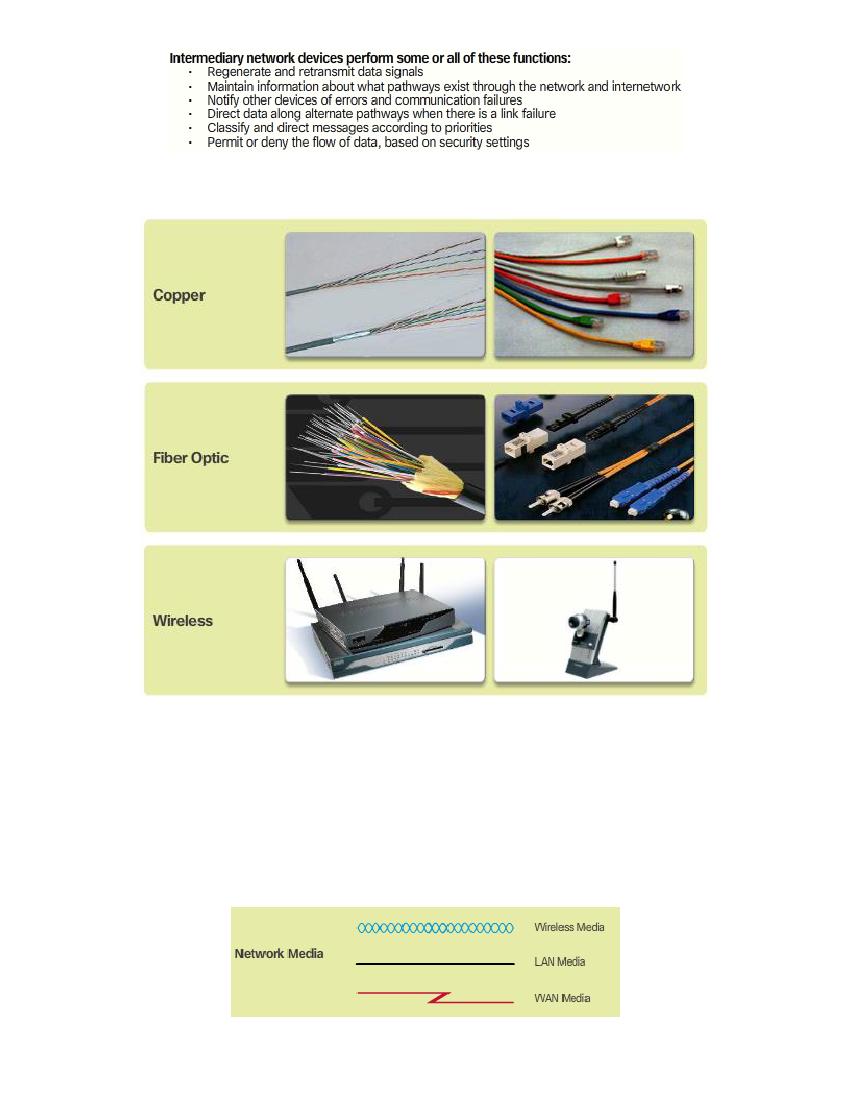 Intermediary network devices perform some or all of these functions:
· Regenerate and retransmit data signals
· Maintain information about what pathways exist through the network and internetwork
· Notify other devices of errors and communication failures
· Direct data along alternate pathways when there is a link failure
· Classify and direct messages according to priorities
· Permit or deny the flow of data, based on security settings
Copper
Fiber Optic
Wireless
Network Media
Wireless Media
LAN Media
WAN Media